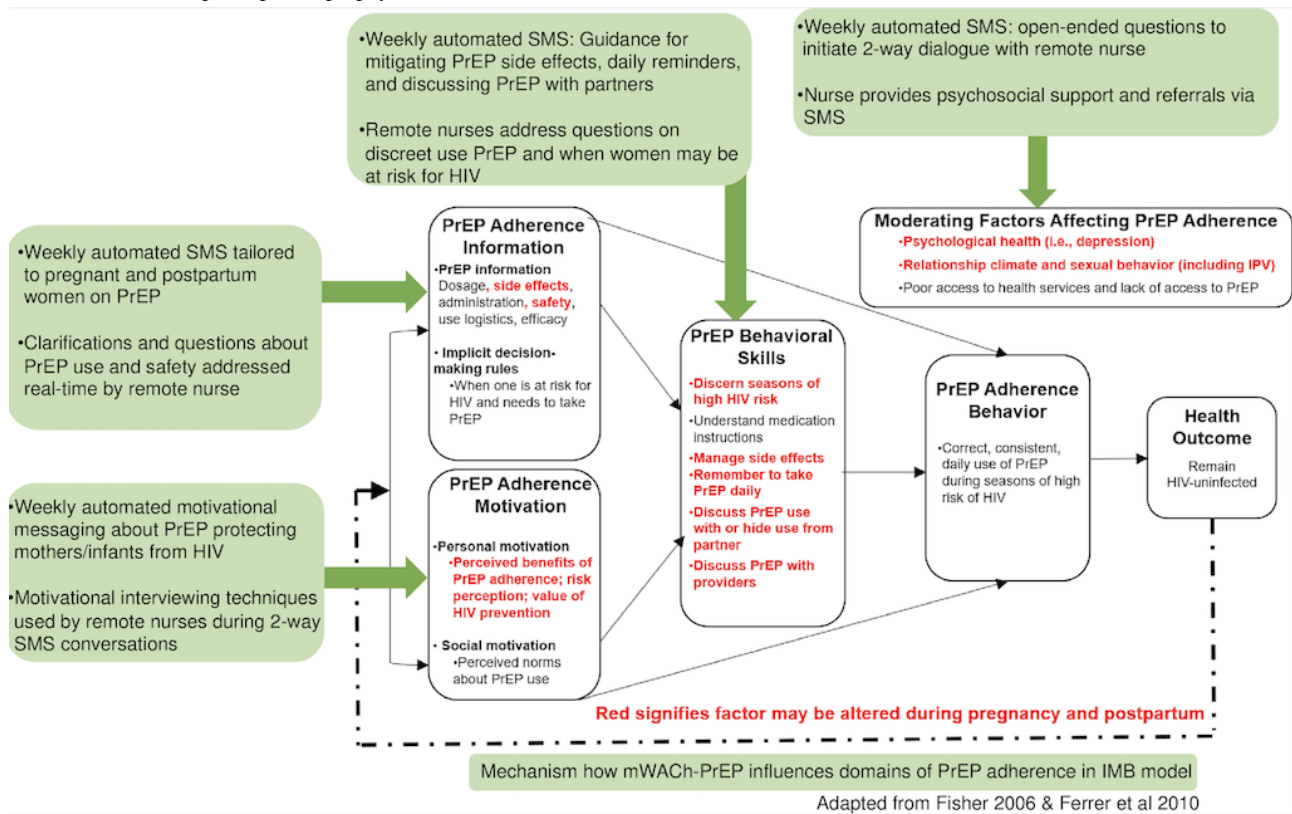 •Weekly automated SMS: Guidance for
mitigating PrEP side effects, daily reminders,
and discussing PrEP with partners
•Remote nurses address questions on
discreet use PrEP and when women may be
at risk for HIV
•Weekly automated SMS: open-ended questions to
initiate 2-way dialogue with remote nurse
•Nurse provides psychosocial support and referrals via
SMS
•Weekly automated SMS tailored
to pregnant and postpartum
women on PrEP
•Clarifications and questions about
PrEP use and safety addressed
real-time by remote nurse
•Weekly automated motivational
messaging about PrEP protecting
mothers/infants from HIV
•Motivational interviewing techniques
used by remote nurses during 2-way
SMS conversations
PrEP Adherence
Information
•PrEP information
Dosage, side effects,
administration, safety,
use logistics, efficacy
• Implicit decision-
making rules
•When one is at risk for
HIV and needs to take
PrEP
PrEP Adherence
Motivation
•Personal motivation
•Perceived benefits of
PrEP adherence; risk
perception; value of
HIV prevention
• Social motivation
•Perceived norms
about PrEP use
PrEP Behavioral
Skills
•Discern seasons of
high HIV risk
•Understand medication
instructions
•Manage side effects
•Remember to take
PrEP daily
•Discuss PrEP use
with or hide use from
partner
•Discuss PrEP with
providers
Moderating Factors Affecting PrEP Adherence
•Psychological health (i.e., depression)
•Relationship climate and sexual behavior (including IPV)
•Poor access to health services and lack of access to PrEP
PrEP Adherence
Behavior
•Correct, consistent,
daily use of PrEP
during seasons of high
risk of HIV
Health
Outcome
Remain
HIV-uninfected
Red signifies factor may be altered during pregnancy and postpartum
Mechanism how mWACh-PrEP influences domains of PrEP adherence in IMB model
Adapted from Fisher 2006 & Ferrer et al 2010